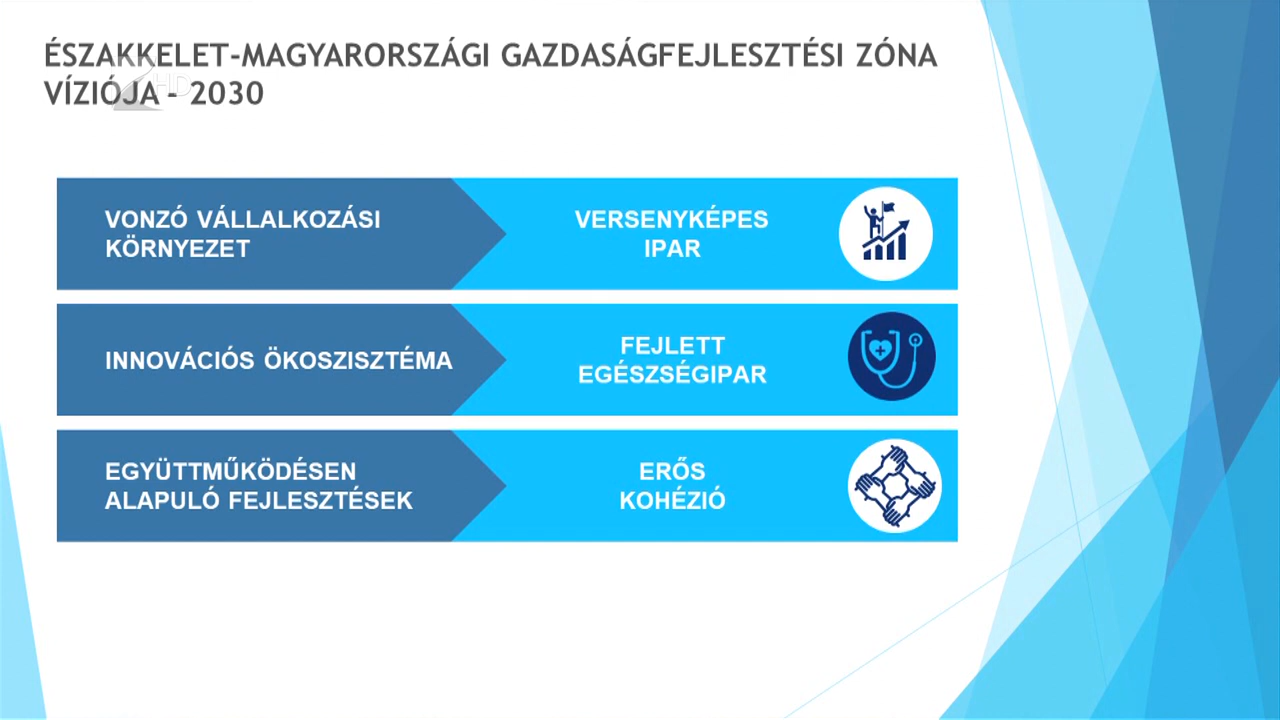 ÉSZAKKELET-MAGYARORSZÁGI GAZDASÁGFEJLESZTÉSI ZÓNA
VÍZIÓJA - 2030
HD
VONZÓ VÁLLALKOZÁSI
KÖRNYEZET
VERSENYKÉPES
IPAR
INNOVÁCIÓS ÖKOSZISZTÉMA
FEJLETT
EGÉSZSÉGIPAR
EGYÜTTMŰKÖDÉSEN
ALAPULÓ FEJLESZTÉSEK
ERŐS
KOHÉZIÓ